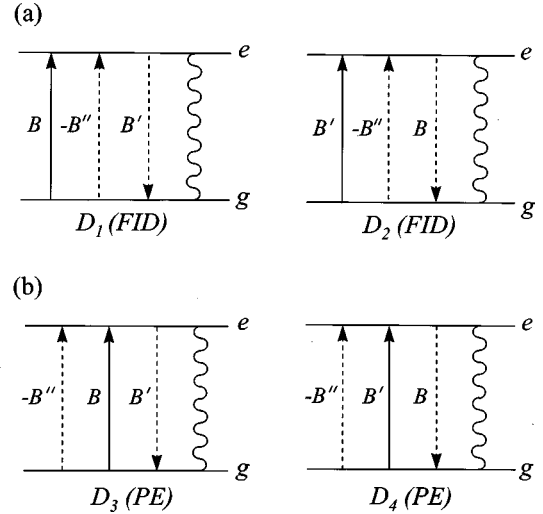 (a)
e
e
B -B″ B′
B′ -B″ B
g
g
D₁ (FID)
D₂ (FID)
(b)
e
e
-B″ B B′
-B″ B′ B
g
g
D₃ (PE)
D₄ (PE)